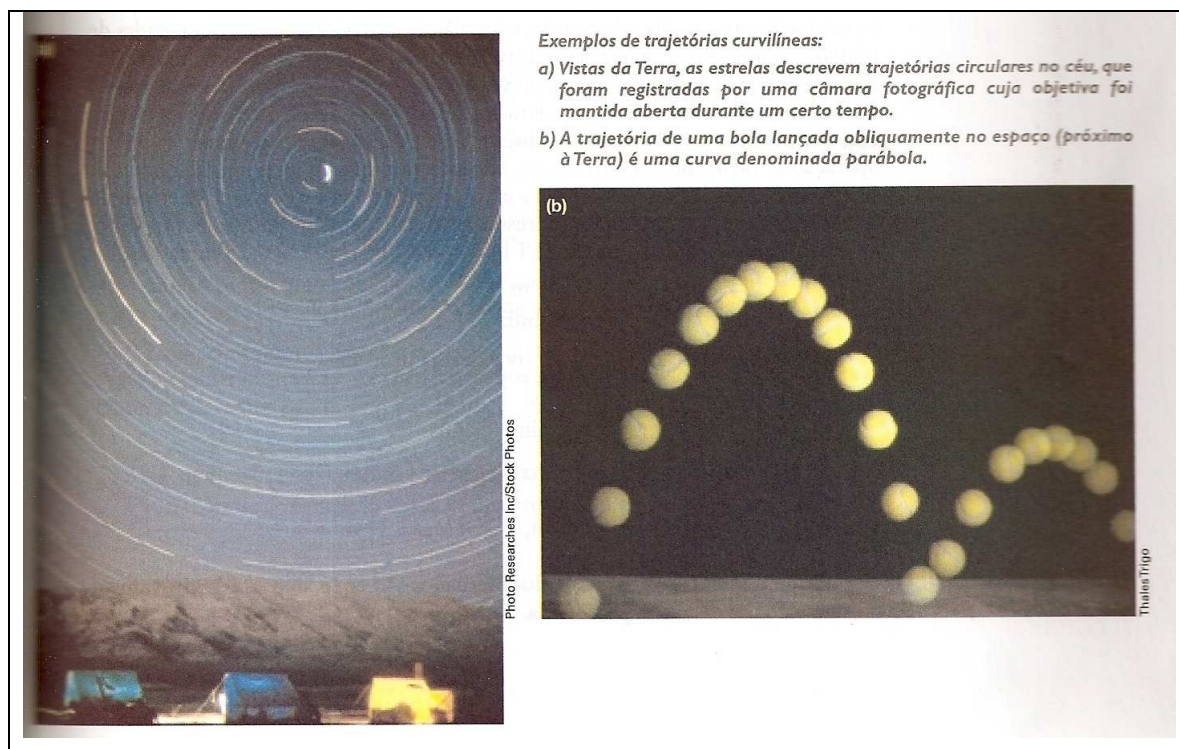 Exemplos de trajetórias curvilíneas:
a) Vistas da Terra, as estrelas descrevem trajetórias circulares no céu, que
foram registradas por uma câmara fotográfica cuja objetiva foi
mantida aberta durante um certo tempo.
b) A trajetória de uma bola lançada obliquamente no espaço (próximo
à Terra) é uma curva denominada parábola.
(b)
Photo Researches Inc/Stock Photos
Thales Trigo